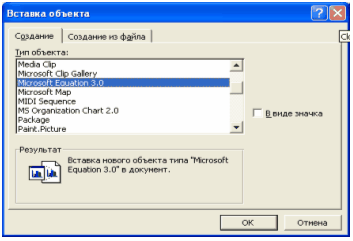 Вставка объекта
Создание
Создание из файла
Тип объекта:
Media Clip
Microsoft Clip Gallery
Microsoft Equation 3.0
Microsoft Map
MIDI Sequence
MS Organization Chart 2.0
Package
Paint.Picture
В виде значка
Результат
Вставка нового объекта типа "Microsoft
Equation 3.0" в документ.
OK
Отмена